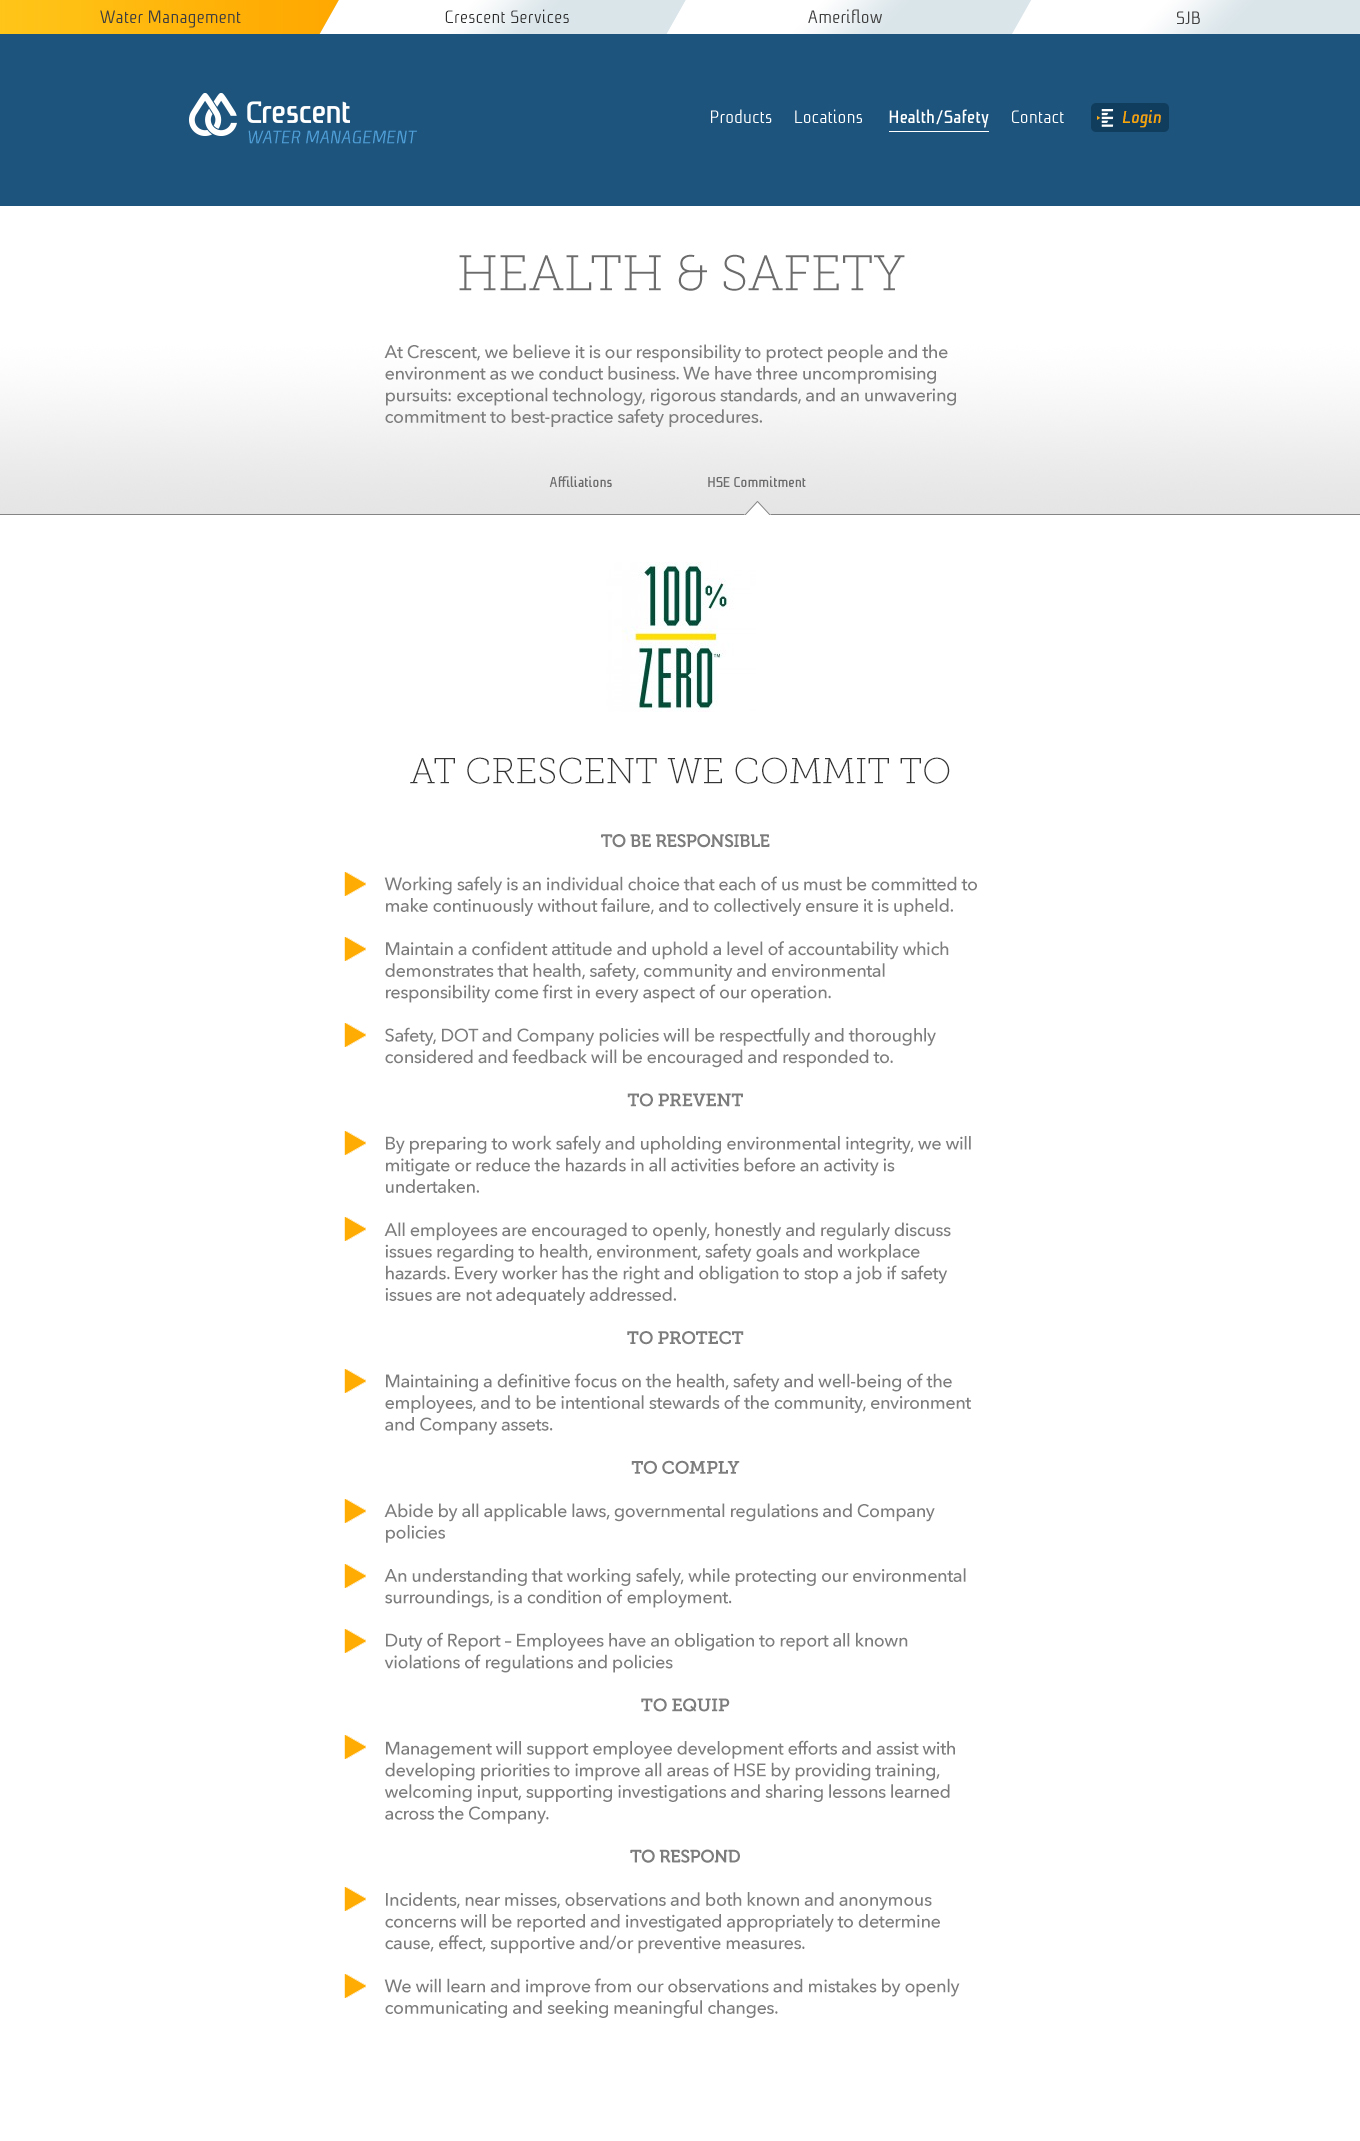 Water Management
Crescent Services
Ameriflow
SJB
Crescent
WATER MANAGEMENT
Products
Locations
Health/Safety
Contact
Login
HEALTH & SAFETY
At Crescent, we believe it is our responsibility to protect people and the
environment as we conduct business. We have three uncompromising
pursuits: exceptional technology, rigorous standards, and an unwavering
commitment to best-practice safety procedures.
Affiliations
HSE Commitment
100%
ZERO™
AT CRESCENT WE COMMIT TO
TO BE RESPONSIBLE
Working safely is an individual choice that each of us must be committed to
make continuously without failure, and to collectively ensure it is upheld.
Maintain a confident attitude and uphold a level of accountability which
demonstrates that health, safety, community and environmental
responsibility come first in every aspect of our operation.
Safety, DOT and Company policies will be respectfully and thoroughly
considered and feedback will be encouraged and responded to.
TO PREVENT
By preparing to work safely and upholding environmental integrity, we will
mitigate or reduce the hazards in all activities before an activity is
undertaken.
All employees are encouraged to openly, honestly and regularly discuss
issues regarding to health, environment, safety goals and workplace
hazards. Every worker has the right and obligation to stop a job if safety
issues are not adequately addressed.
TO PROTECT
Maintaining a definitive focus on the health, safety and well-being of the
employees, and to be intentional stewards of the community, environment
and Company assets.
TO COMPLY
Abide by all applicable laws, governmental regulations and Company
policies
An understanding that working safely, while protecting our environmental
surroundings, is a condition of employment.
Duty of Report – Employees have an obligation to report all known
violations of regulations and policies
TO EQUIP
Management will support employee development efforts and assist with
developing priorities to improve all areas of HSE by providing training,
welcoming input, supporting investigations and sharing lessons learned
across the Company.
TO RESPOND
Incidents, near misses, observations and both known and anonymous
concerns will be reported and investigated appropriately to determine
cause, effect, supportive and/or preventive measures.
We will learn and improve from our observations and mistakes by openly
communicating and seeking meaningful changes.